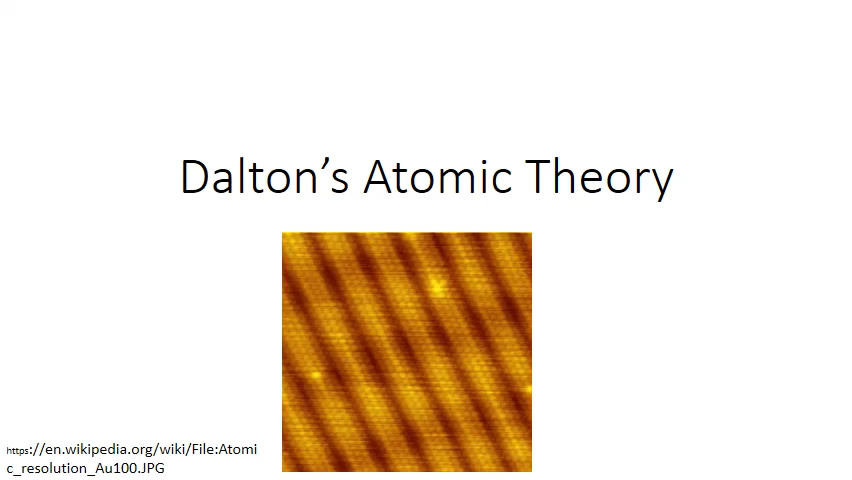 Dalton’s Atomic Theory
https://en.wikipedia.org/wiki/File:Atomi
c_resolution_Au100.JPG